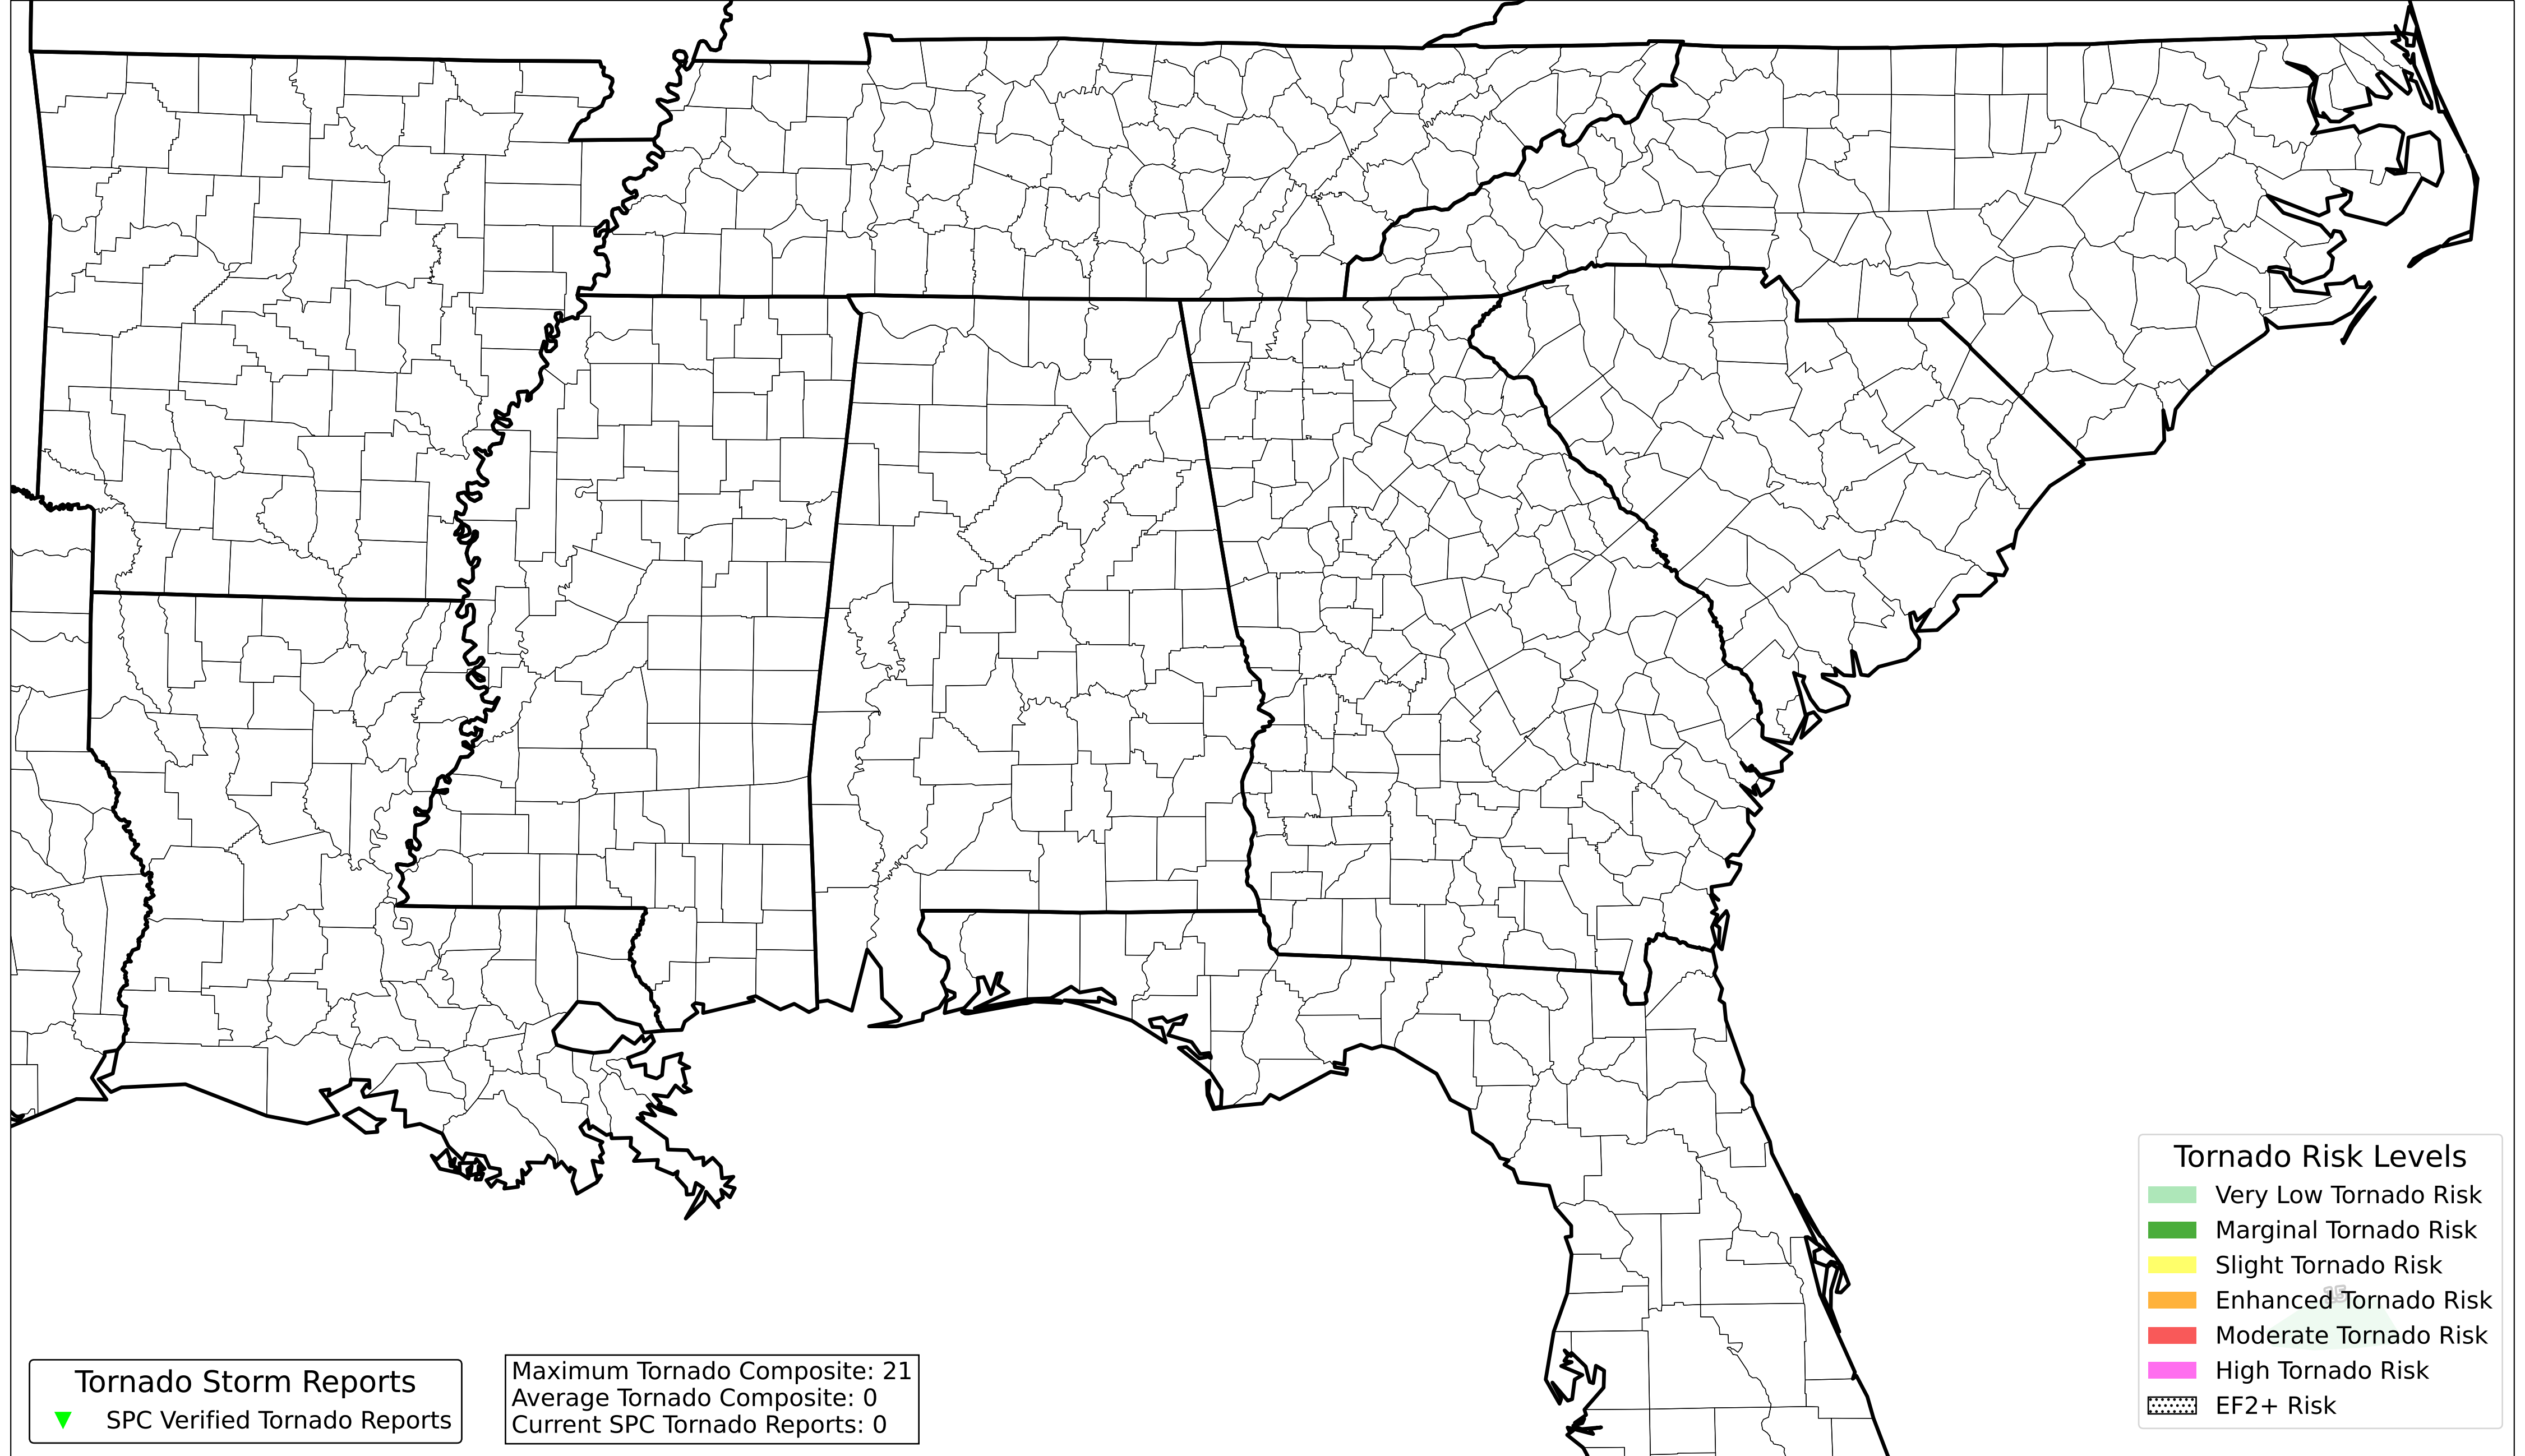 Tornado Risk Levels
Very Low Tornado Risk
Marginal Tornado Risk
Slight Tornado Risk
15
Enhanced Tornado Risk
Moderate Tornado Risk
High Tornado Risk
EF2+ Risk
Tornado Storm Reports
SPC Verified Tornado Reports
Maximum Tornado Composite: 21
Average Tornado Composite: 0
Current SPC Tornado Reports: 0